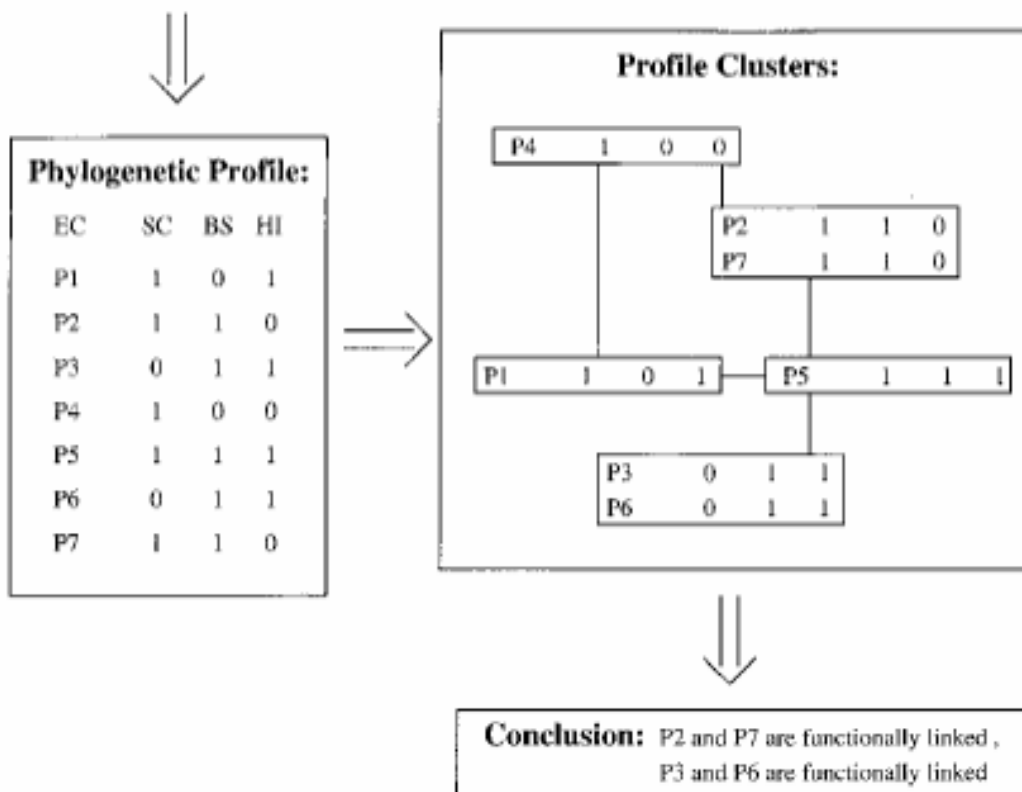 Phylogenetic Profile:
EC SC BS HI
P1 1 0 1
P2 1 1 0
P3 0 1 1
P4 1 0 0
P5 1 1 1
P6 0 1 1
P7 1 1 0
Profile Clusters:
P4 1 0 0
P2 1 1 0
P7 1 1 0
P1 1 0 1
P5 1 1 1
P3 0 1 1
P6 0 1 1
Conclusion: P2 and P7 are functionally linked ,
P3 and P6 are functionally linked